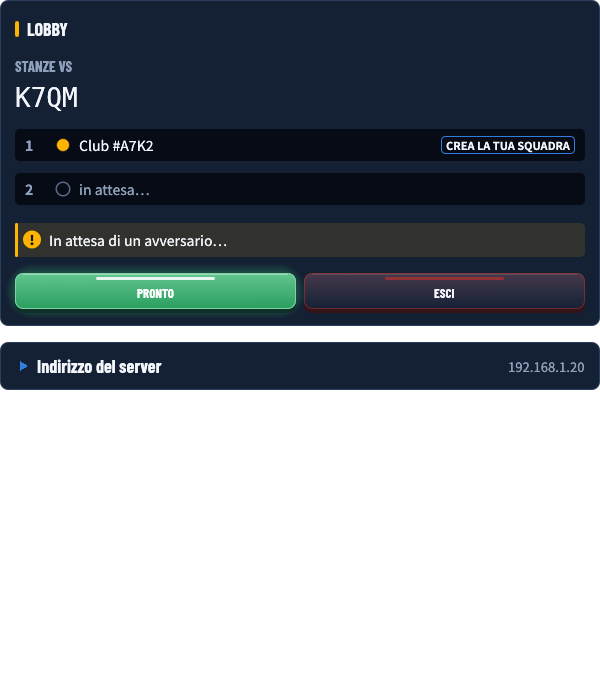 LOBBY
STANZE VS
K7QM
1 Club #A7K2 CREA LA TUA SQUADRA
2 in attesa…
! In attesa di un avversario…
PRONTO ESCI
Indirizzo del server 192.168.1.20